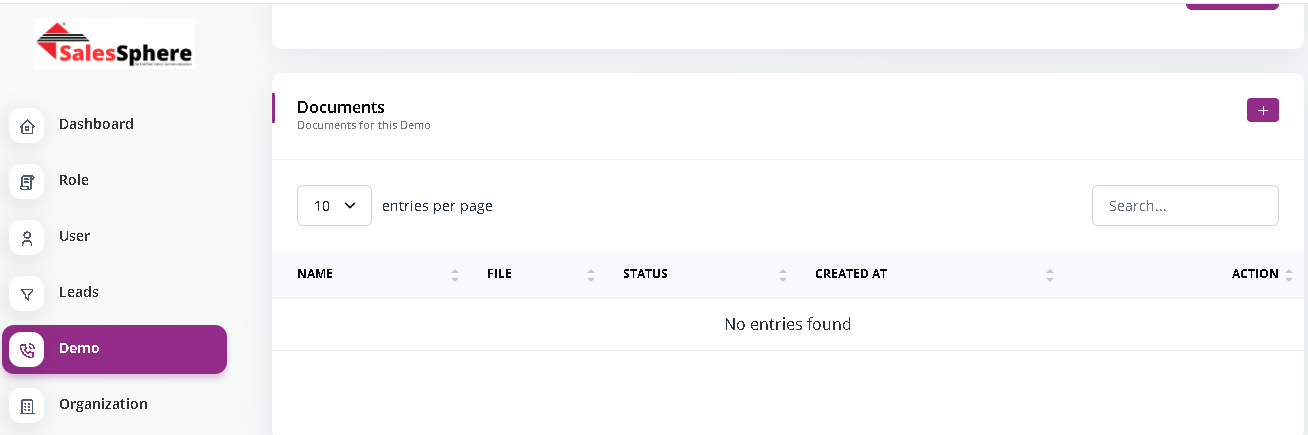 SalesSphere
Dashboard
Role
User
Leads
Demo
Organization
Documents
Documents for this Demo
+
10 entries per page
Search...
NAME FILE STATUS CREATED AT ACTION
No entries found